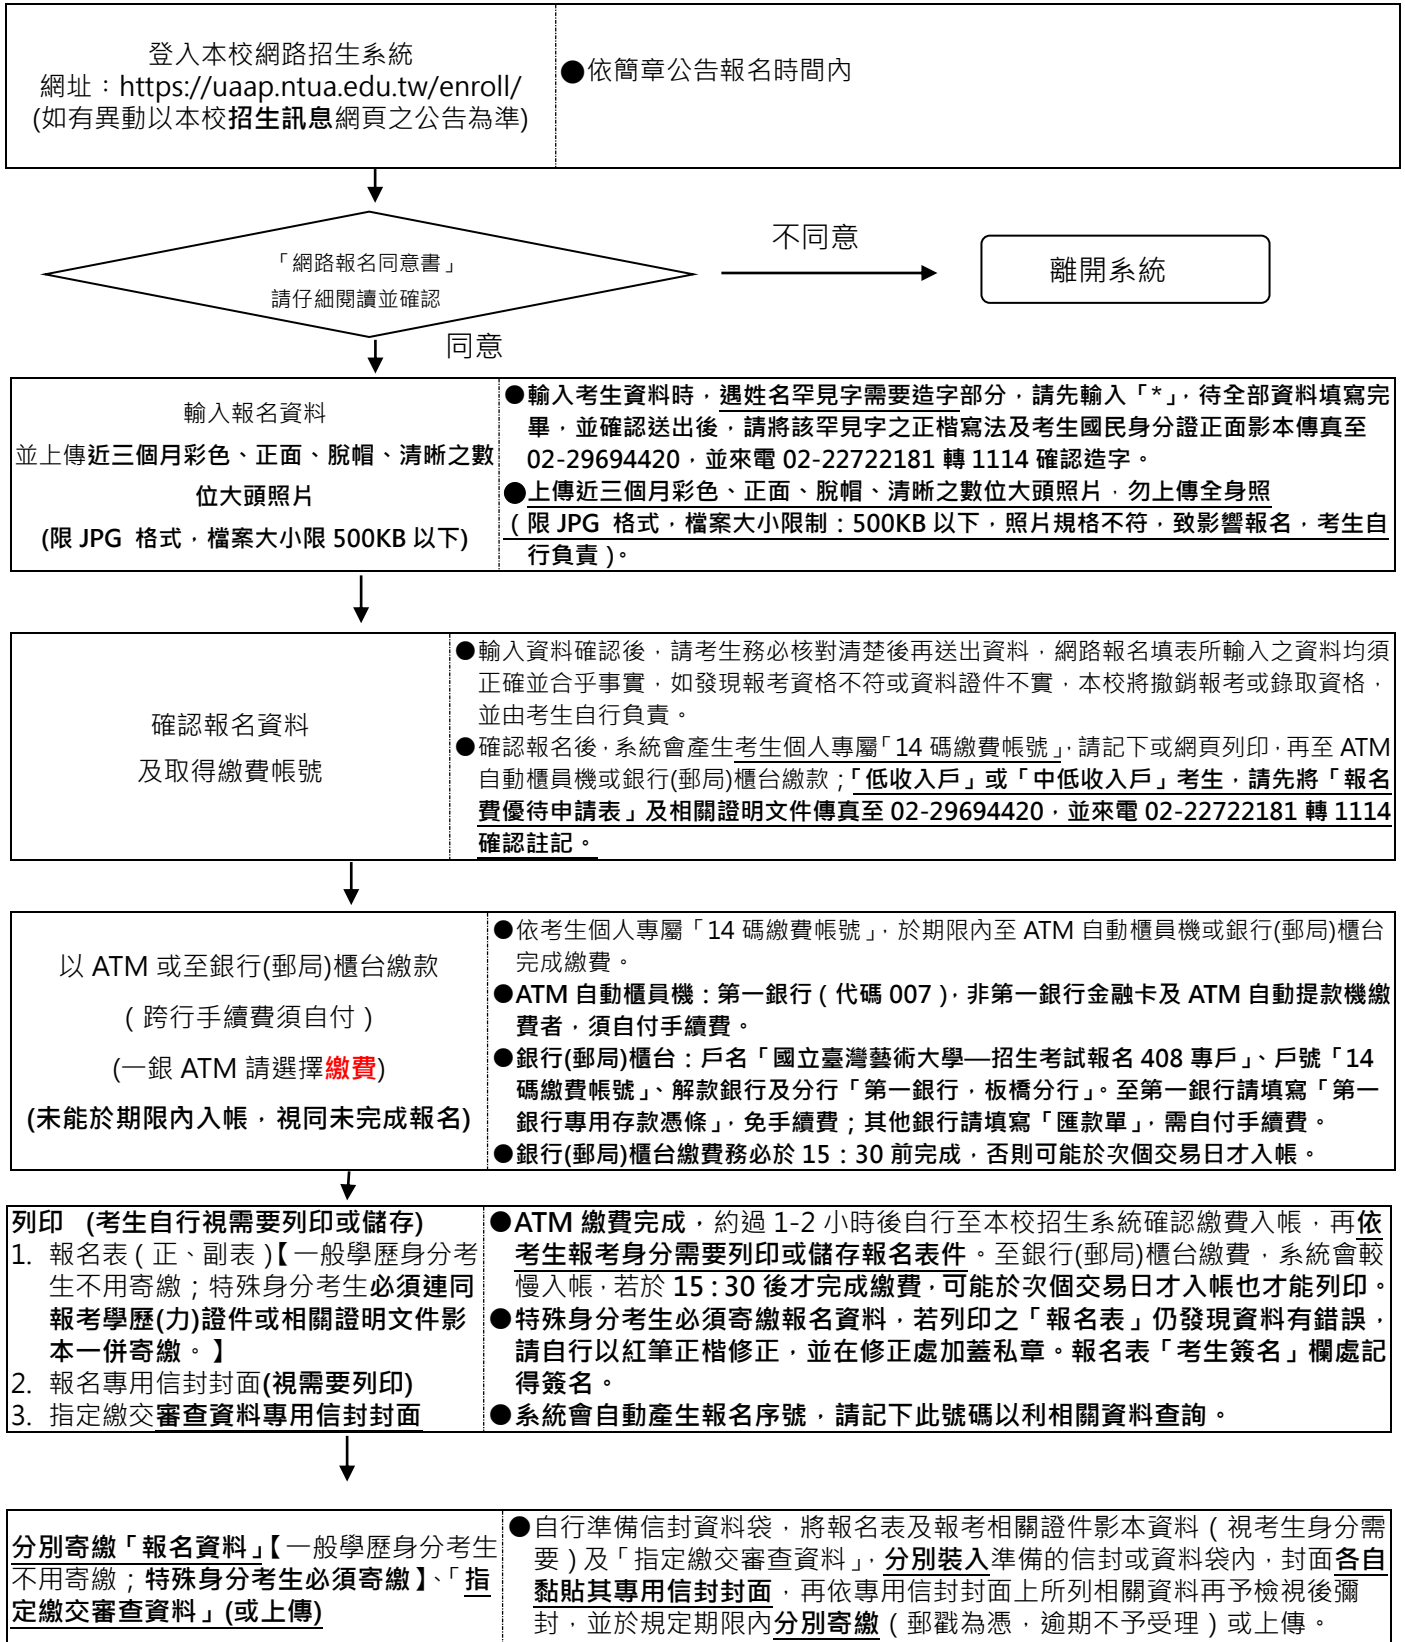 登入本校網路招生系統
網址：https://uaap.ntua.edu.tw/enroll/
(如有異動以本校招生訊息網頁之公告為準)
●依簡章公告報名時間內
「網路報名同意書」
請仔細閱讀並確認
不同意
離開系統
同意
輸入報名資料
並上傳近三個月彩色、正面、脫帽、清晰之數
位大頭照片
(限 JPG 格式，檔案大小限 500KB 以下)
●輸入考生資料時，遇姓名罕見字需要造字部分，請先輸入「*」，待全部資料填寫完
畢，並確認送出後，請將該罕見字之正楷寫法及考生國民身分證正面影本傳真至
02-29694420，並來電 02-22722181 轉 1114 確認造字。
●上傳近三個月彩色、正面、脫帽、清晰之數位大頭照片，勿上傳全身照
（限 JPG 格式，檔案大小限制：500KB 以下，照片規格不符，致影響報名，考生自
行負責）。
確認報名資料
及取得繳費帳號
●輸入資料確認後，請考生務必核對清楚後再送出資料，網路報名填表所輸入之資料均須
正確並合乎事實，如發現報考資格不符或資料證件不實，本校將撤銷報考或錄取資格，
並由考生自行負責。
●確認報名後，系統會產生考生個人專屬「14 碼繳費帳號」，請記下或網頁列印，再至 ATM
自動櫃員機或銀行(郵局)櫃台繳款；「低收入戶」或「中低收入戶」考生，請先將「報名
費優待申請表」及相關證明文件傳真至 02-29694420，並來電 02-22722181 轉 1114
確認註記。
以 ATM 或至銀行(郵局)櫃台繳款
（跨行手續費須自付）
(一銀 ATM 請選擇繳費)
(未能於期限內入帳，視同未完成報名)
●依考生個人專屬「14 碼繳費帳號」，於期限內至 ATM 自動櫃員機或銀行(郵局)櫃台
完成繳費。
●ATM 自動櫃員機：第一銀行（代碼 007），非第一銀行金融卡及 ATM 自動提款機繳
費者，須自付手續費。
●銀行(郵局)櫃台：戶名「國立臺灣藝術大學—招生考試報名 408 專戶」、戶號「14
碼繳費帳號」、解款銀行及分行「第一銀行，板橋分行」。至第一銀行請填寫「第一
銀行專用存款憑條」，免手續費；其他銀行請填寫「匯款單」，需自付手續費。
●銀行(郵局)櫃台繳費務必於 15：30 前完成，否則可能於次個交易日才入帳。
列印 (考生自行視需要列印或儲存)
1. 報名表（正、副表）【一般學歷身分考
生不用寄繳；特殊身分考生必須連同
報考學歷(力)證件或相關證明文件影
本一併寄繳。】
2. 報名專用信封封面(視需要列印)
3. 指定繳交審查資料專用信封封面
●ATM 繳費完成，約過 1-2 小時後自行至本校招生系統確認繳費入帳，再依
考生報考身分需要列印或儲存報名表件。至銀行(郵局)櫃台繳費，系統會較
慢入帳，若於 15：30 後才完成繳費，可能於次個交易日才入帳也才能列印。
●特殊身分考生必須寄繳報名資料，若列印之「報名表」仍發現資料有錯誤，
請自行以紅筆正楷修正，並在修正處加蓋私章。報名表「考生簽名」欄處記
得簽名。
●系統會自動產生報名序號，請記下此號碼以利相關資料查詢。
分別寄繳「報名資料」【一般學歷身分考生
不用寄繳；特殊身分考生必須寄繳】、「指
定繳交審查資料」(或上傳)
●自行準備信封資料袋，將報名表及報考相關證件影本資料（視考生身分需
要）及「指定繳交審查資料」，分別裝入準備的信封或資料袋內，封面各自
黏貼其專用信封封面，再依專用信封封面上所列相關資料再予檢視後彌
封，並於規定期限內分別寄繳（郵戳為憑，逾期不予受理）或上傳。